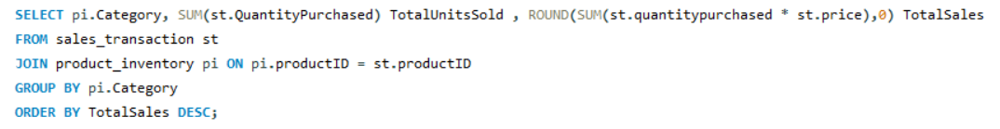 SELECT pi.Category, SUM(st.QuantityPurchased) TotalUnitsSold , ROUND(SUM(st.quantitypurchased * st.price),0) TotalSales
FROM sales_transaction st
JOIN product_inventory pi ON pi.productID = st.productID
GROUP BY pi.Category
ORDER BY TotalSales DESC;